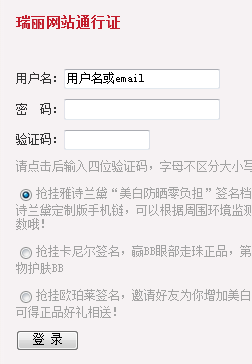 瑞丽网站通行证
用户名: 用户名或email
密 码:
验证码:
请点击后输入四位验证码，字母不区分大小写
抢挂雅诗兰黛“美白防晒零负担”签名档
诗兰黛定制版手机链，可以根据周围环境监测
数哦!
抢挂卡尼尔签名，赢BB眼部走珠正品，第
物护肤BB
抢挂欧珀莱签名，邀请好友为你增加美白
可得正品好礼相送!
登 录